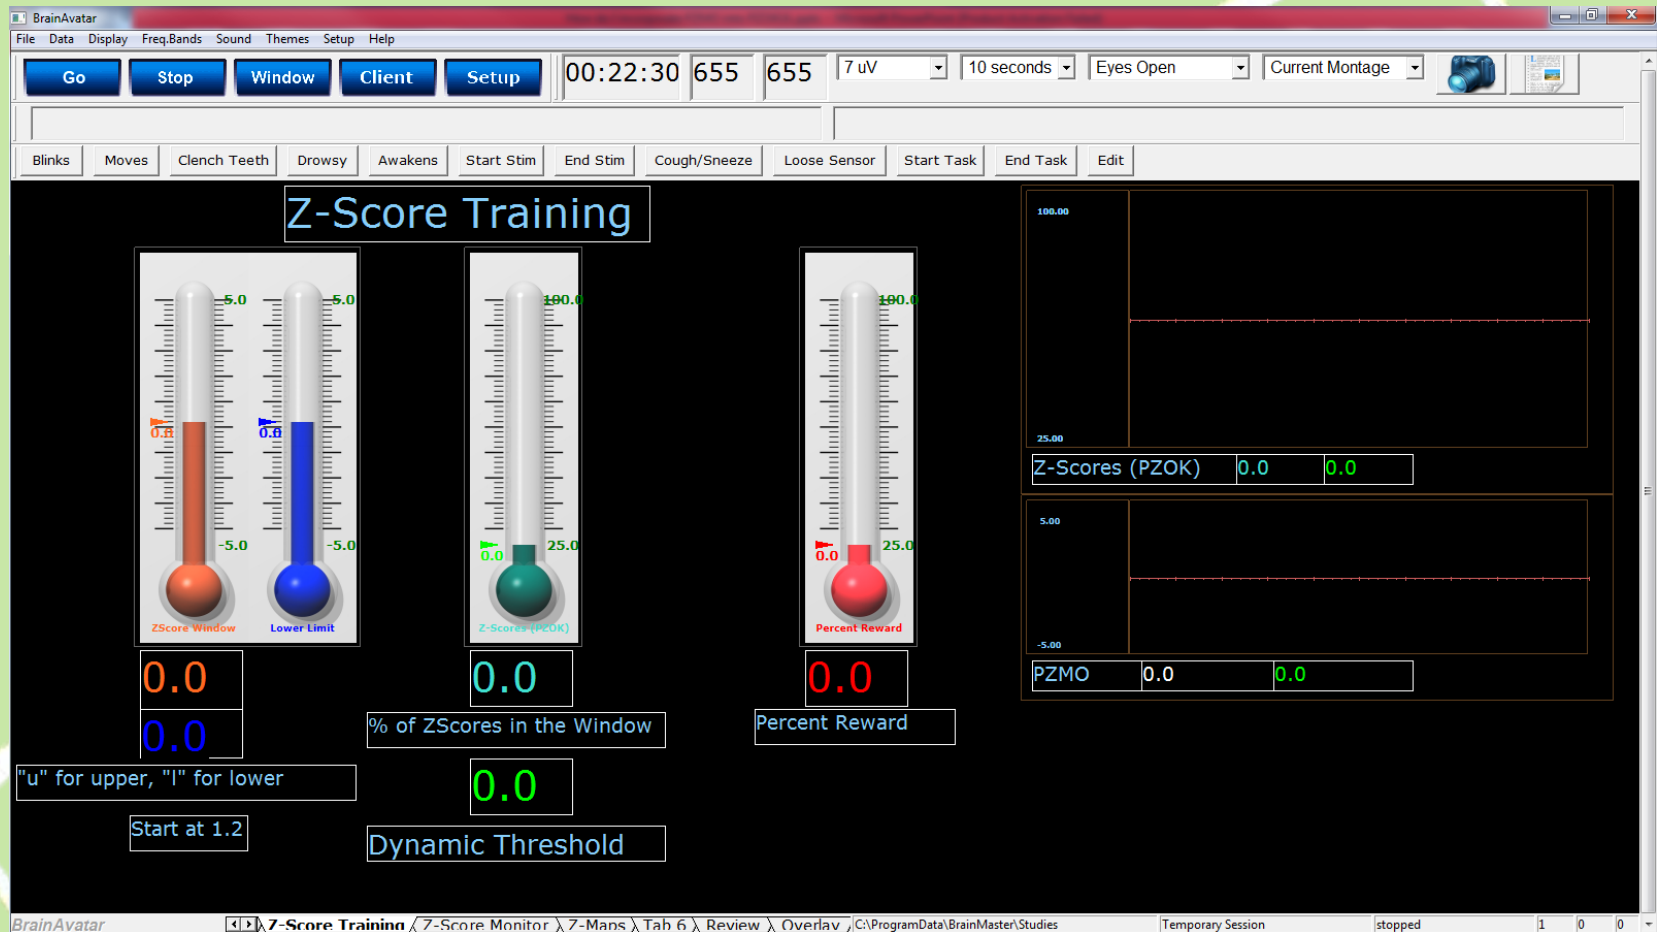 BrainAvatar
File Data Display Freq.Bands Sound Themes Setup Help
Go Stop Window Client Setup 00:22:30 655 655 7 uV 10 seconds Eyes Open Current Montage
Blinks Moves Clench Teeth Drowsy Awakens Start Stim End Stim Cough/Sneeze Loose Sensor Start Task End Task Edit
Z-Score Training
5.0 5.0 100.0 100.0
0.0 0.0
-5.0 -5.0 0.0 25.0 0.0 25.0
ZScore Window Lower Limit Z-Scores (PZOK) Percent Reward
0.0 0.0 0.0
0.0
% of ZScores in the Window
Percent Reward
"u" for upper, "l" for lower
0.0
Start at 1.2
Dynamic Threshold
100.00
25.00
Z-Scores (PZOK) 0.0 0.0
5.00
-5.00
PZMO 0.0 0.0
BrainAvatar Z-Score Training Z-Score Monitor Z-Maps Tab 6 Review Overlay C:\ProgramData\BrainMaster\Studies Temporary Session stopped 1 0 0